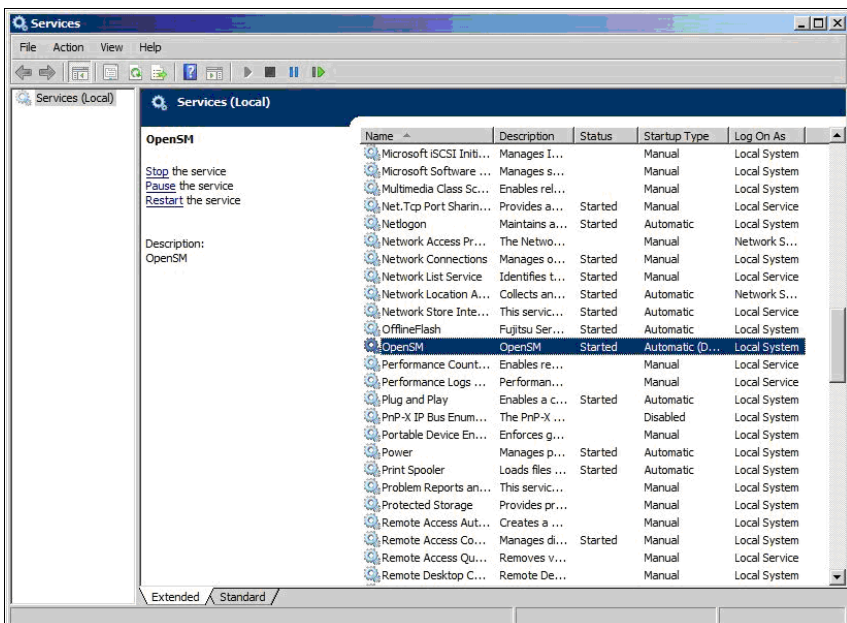 Services
File Action View Help
Services (Local)
Services (Local)
OpenSM
Stop the service
Pause the service
Restart the service
Description:
OpenSM
Name Description Status Startup Type Log On As
Microsoft iSCSI Initi... Manages I... Manual Local System
Microsoft Software ... Manages s... Manual Local System
Multimedia Class Sc... Enables rel... Manual Local System
Net.Tcp Port Sharin... Provides a... Started Manual Local Service
Netlogon Maintains a... Started Automatic Local System
Network Access Pr... The Netwo... Manual Network S...
Network Connections Manages o... Started Manual Local System
Network List Service Identifies t... Started Manual Local Service
Network Location A... Collects an... Started Automatic Network S...
Network Store Inte... This servic... Started Automatic Local Service
OfflineFlash Fujitsu Ser... Started Automatic Local System
OpenSM OpenSM Started Automatic (D... Local System
Performance Count... Enables re... Manual Local Service
Performance Logs ... Performan... Manual Local Service
Plug and Play Enables a c... Started Automatic Local System
PnP-X IP Bus Enum... The PnP-X ... Disabled Local System
Portable Device En... Enforces g... Manual Local System
Power Manages p... Started Automatic Local System
Print Spooler Loads files ... Started Automatic Local System
Problem Reports an... This servic... Manual Local System
Protected Storage Provides pr... Manual Local System
Remote Access Aut... Creates a ... Manual Local System
Remote Access Co... Manages di... Started Manual Local System
Remote Access Qu... Removes v... Manual Local Service
Remote Desktop C... Remote De... Manual Local System
Extended Standard